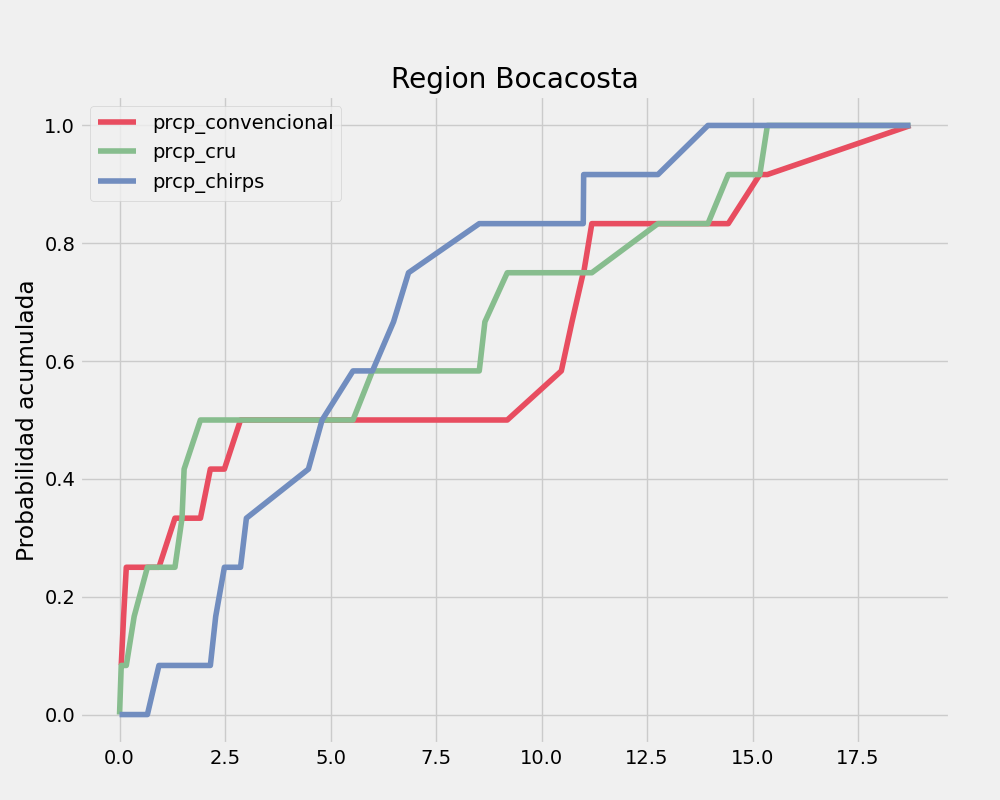 Region Bocacosta
prcp_convencional
prcp_cru
prcp_chirps
Probabilidad acumulada
1.0
0.8
0.6
0.4
0.2
0.0
0.0 2.5 5.0 7.5 10.0 12.5 15.0 17.5